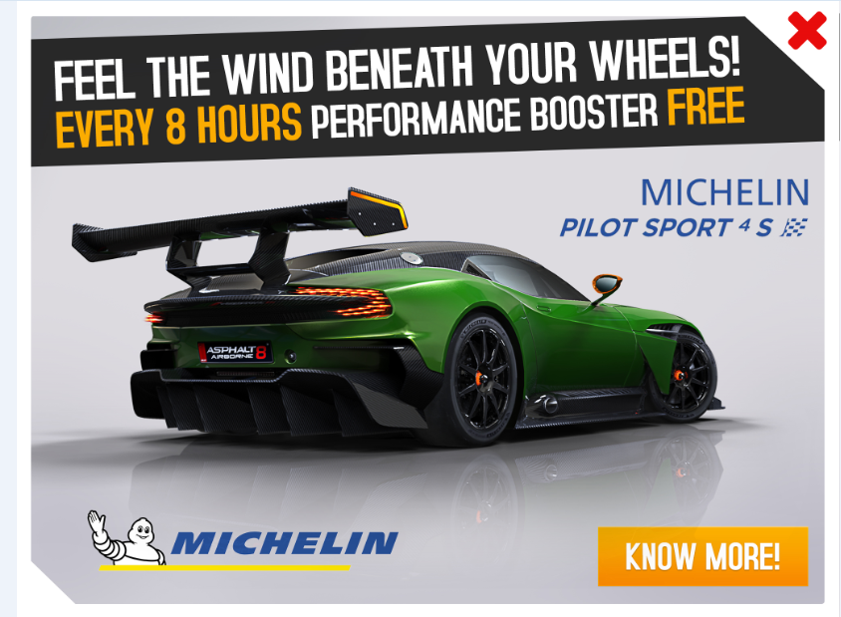 FEEL THE WIND BENEATH YOUR WHEELS!
EVERY 8 HOURS PERFORMANCE BOOSTER FREE
MICHELIN
PILOT SPORT 4 S
ASPHALT
AIRBORNE 8
MICHELIN
KNOW MORE!